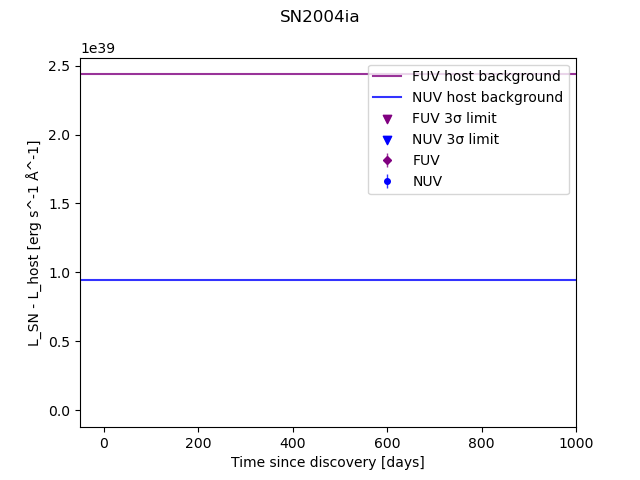 SN2004ia
1e39
2.5
2.0
1.5
1.0
0.5
0.0
L_SN - L_host [erg s^-1 Å^-1]
FUV host background
NUV host background
FUV 3σ limit
NUV 3σ limit
FUV
NUV
0 200 400 600 800 1000
Time since discovery [days]